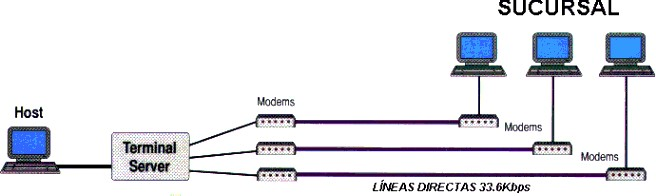 SUCURSAL
Host
Modems
Terminal
Server
Modems
Modems
LÍNEAS DIRECTAS 33.6Kbps